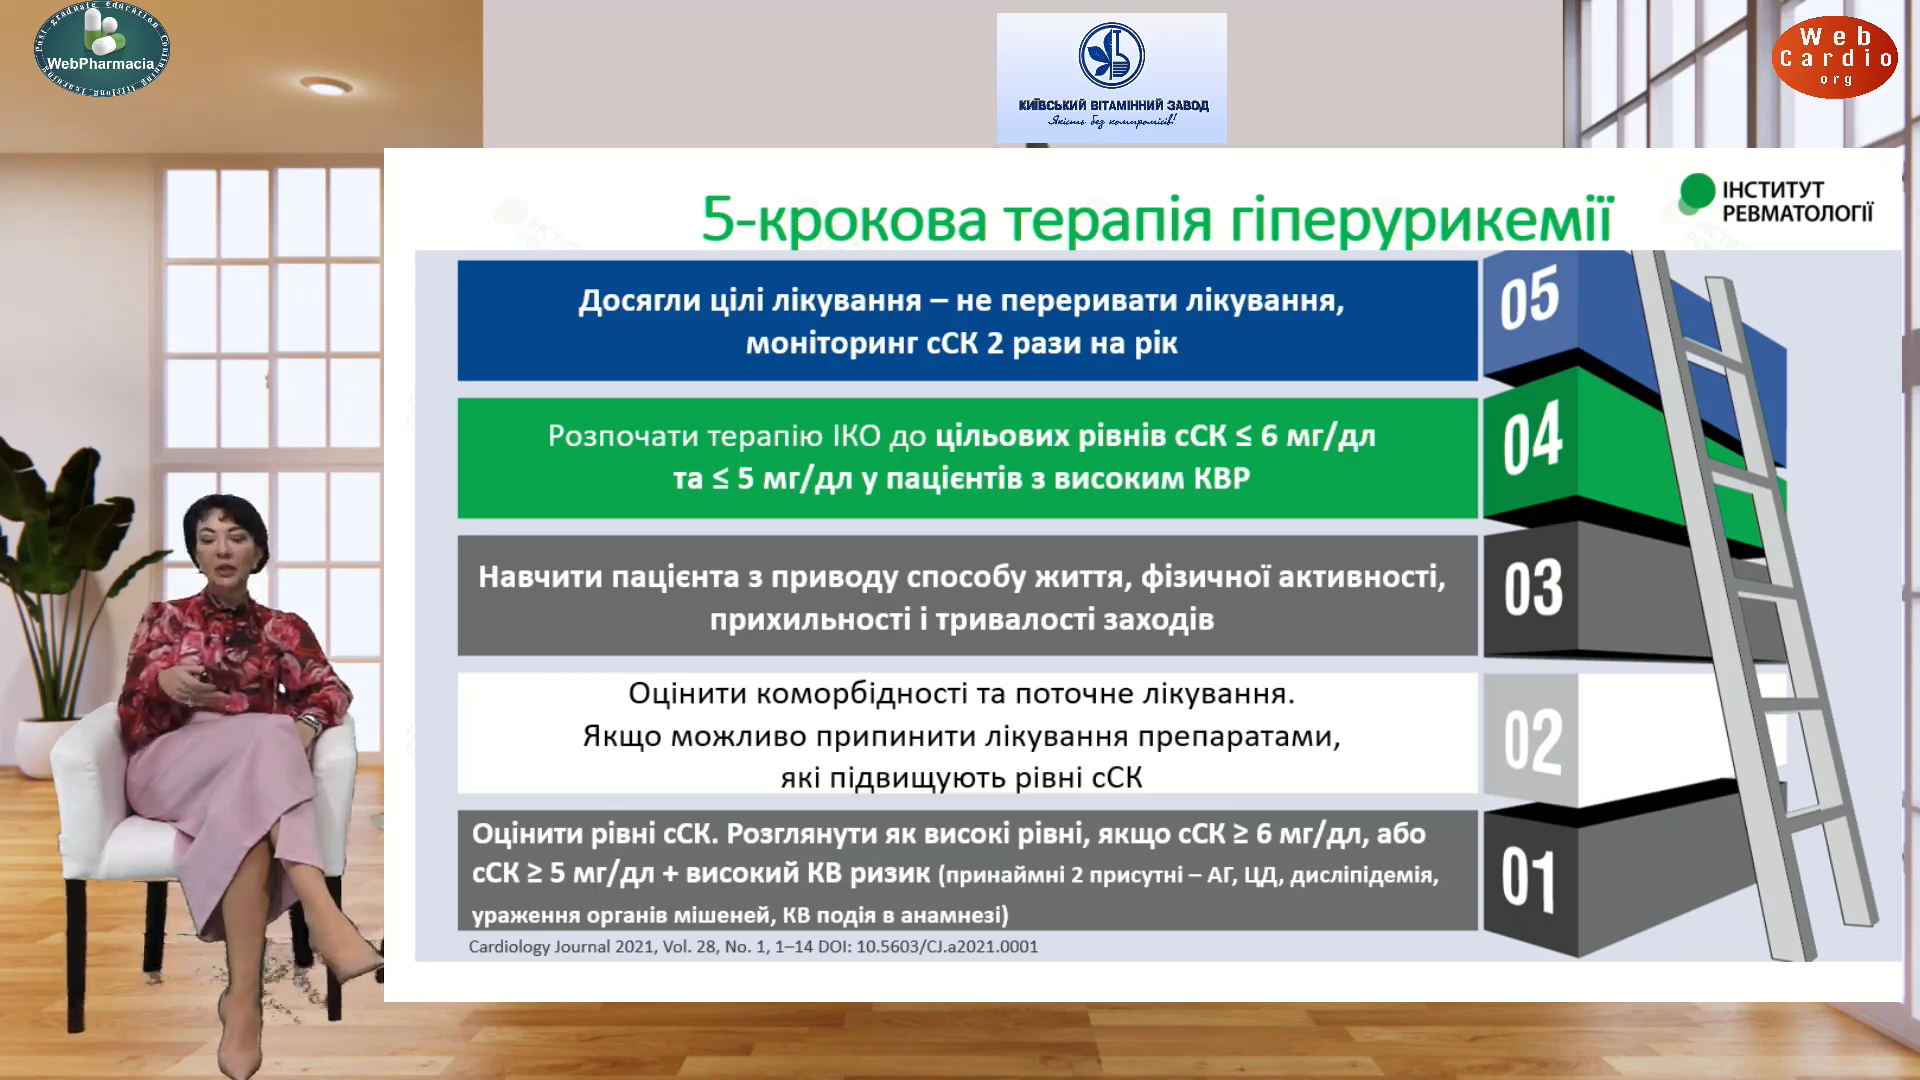 Post graduate education Continuing lifelong learning
WebPharmacia
КИЇВСЬКИЙ ВІТАМІННИЙ ЗАВОД
Якість без компромісів!
Web
Cardio
org
5-крокова терапія гіперурикемії
ІНСТИТУТ
РЕВМАТОЛОГІЇ
Досягли цілі лікування – не переривати лікування,
моніторинг сСК 2 рази на рік
05
Розпочати терапію ІКО до цільових рівнів сСК ≤ 6 мг/дл
та ≤ 5 мг/дл у пацієнтів з високим КВР
04
Навчити пацієнта з приводу способу життя, фізичної активності,
прихильності і тривалості заходів
03
Оцінити коморбідності та поточне лікування.
Якщо можливо припинити лікування препаратами,
які підвищують рівні сСК
02
Оцінити рівні сСК. Розглянути як високі рівні, якщо сСК ≥ 6 мг/дл, або
сСК ≥ 5 мг/дл + високий КВ ризик (принаймні 2 присутні – АГ, ЦД, дисліпідемія,
ураження органів мішеней, КВ подія в анамнезі)
01
Cardiology Journal 2021, Vol. 28, No. 1, 1–14 DOI: 10.5603/CJ.a2021.0001